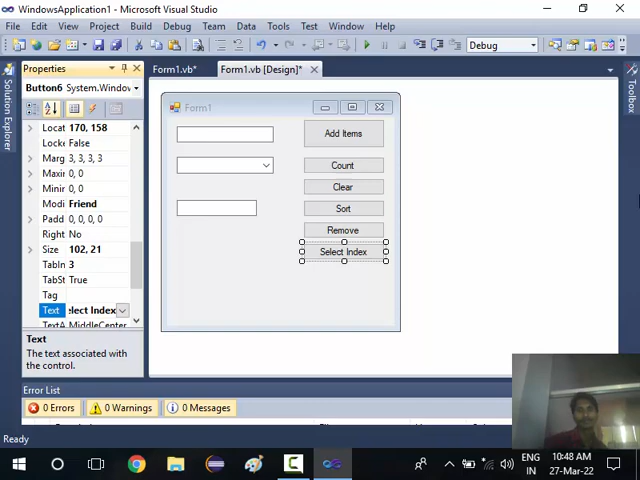 WindowsApplication1 - Microsoft Visual Studio
File Edit View Project Build Debug Team Data Tools Test Window Help
Debug
Solution Explorer
Properties
Button6 System.Window
Locat 170, 158
Locke False
Marg 3, 3, 3, 3
Maxin 0, 0
Minir 0, 0
Modi Friend
Padd 0, 0, 0, 0
Right No
Size 102, 21
TabIn 3
TabSt True
Tag
Text elect Index
TextA MiddleCenter
Text
The text associated with the control.
Form1.vb* Form1.vb [Design]*
Form1
Add Items
Count
Clear
Sort
Remove
Select Index
Toolbox
Error List
0 Errors 0 Warnings 0 Messages
Ready
ENG 10:48 AM
IN 27-Mar-22